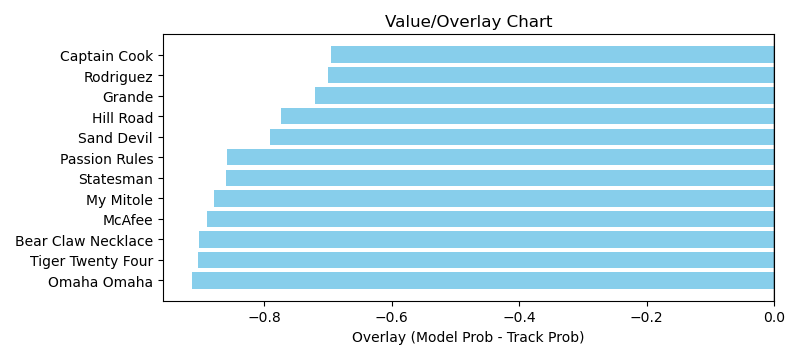 Value/Overlay Chart
Captain Cook
Rodriguez
Grande
Hill Road
Sand Devil
Passion Rules
Statesman
My Mitole
McAfee
Bear Claw Necklace
Tiger Twenty Four
Omaha Omaha
−0.8 −0.6 −0.4 −0.2 0.0
Overlay (Model Prob - Track Prob)